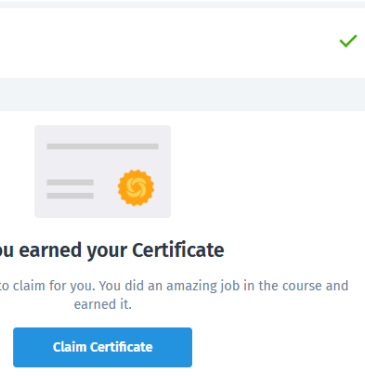 ou earned your Certificate
to claim for you. You did an amazing job in the course and
earned it.
Claim Certificate